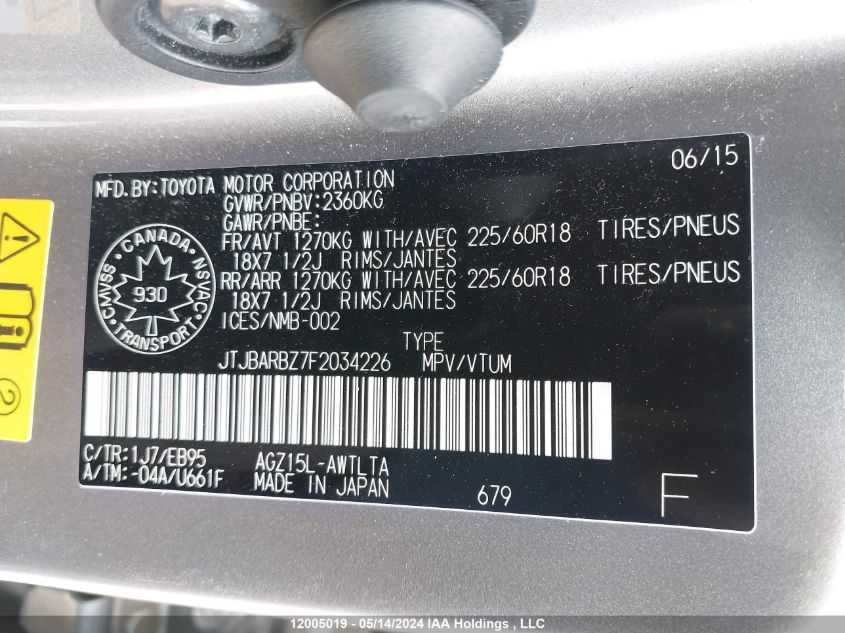 06/15
MFD.BY:TOYOTA MOTOR CORPORATION
GVWR/PNBV:2360KG
GAWR/PNBE:
FR/AVT 1270KG WITH/AVEC 225/60R18 TIRES/PNEUS
18X7 1/2J RIMS/JANTES
RR/ARR 1270KG WITH/AVEC 225/60R18 TIRES/PNEUS
18X7 1/2J RIMS/JANTES
ICES/NMB-002
CANADA
CMVSS NSVAC
930
TRANSPORT
TYPE
JTJBARBZ7F2034226 MPV/VTUM
C/TR:1J7/EB95 AGZ15L-AWTLTA
A/TM:-04A/U661F MADE IN JAPAN
679
F
2
12005019 - 05/14/2024 IAA Holdings , LLC